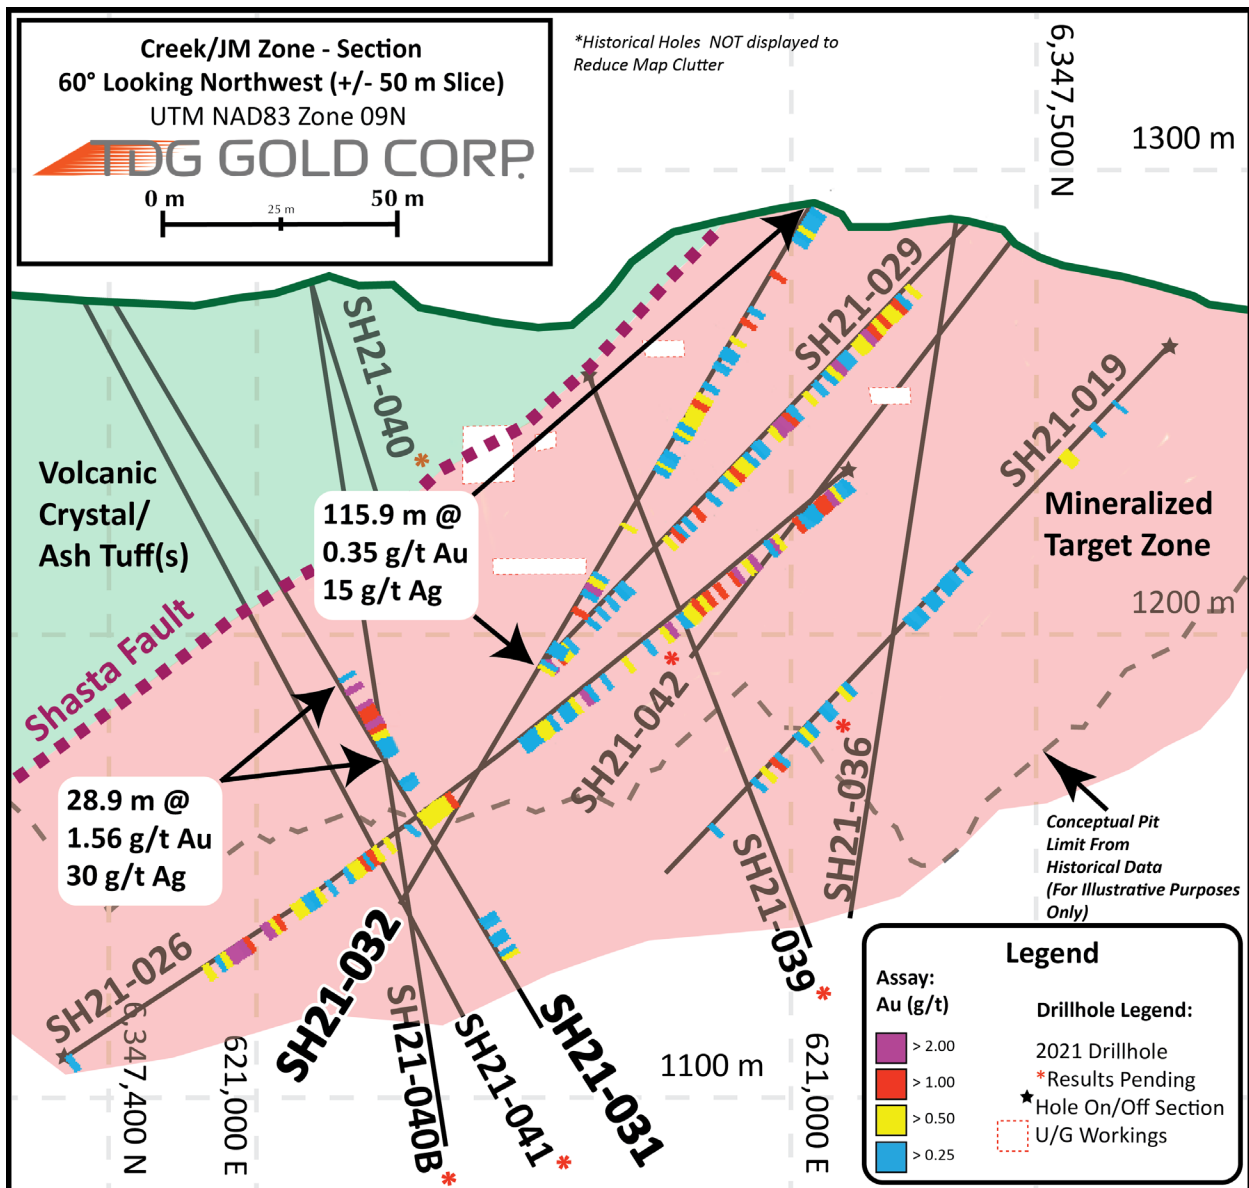 Creek/JM Zone - Section
60° Looking Northwest (+/- 50 m Slice)
UTM NAD83 Zone 09N
TDG GOLD CORP.
0 m
25 m
50 m
*Historical Holes NOT displayed to
Reduce Map Clutter
6,347,500 N
1300 m
SH21-029
SH21-040
*
SH21-019
Volcanic
Crystal/
Ash Tuff(s)
Mineralized
Target Zone
115.9 m @
0.35 g/t Au
15 g/t Ag
1200 m
Shasta Fault
SH21-042
*
SH21-036
*
28.9 m @
1.56 g/t Au
30 g/t Ag
Conceptual Pit
Limit From
Historical Data
(For Illustrative Purposes
Only)
SH21-039
*
SH21-026
SH21-032
SH21-040B
*
SH21-041
*
SH21-031
6,347,400 N
621,000 E
1100 m
621,000 E
Legend
Assay:
Au (g/t)
> 2.00
> 1.00
> 0.50
> 0.25
Drillhole Legend:
2021 Drillhole
*Results Pending
Hole On/Off Section
U/G Workings